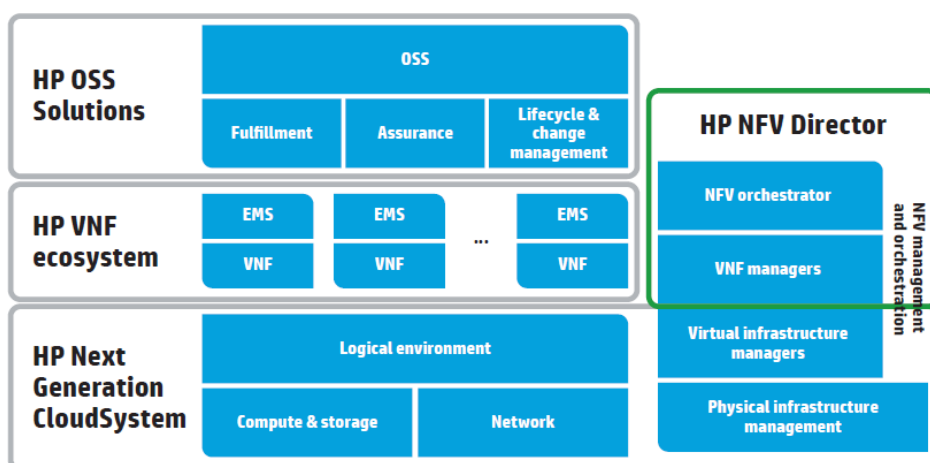 HP OSS
Solutions
OSS
Fulfillment
Assurance
Lifecycle &
change
management
HP VNF
ecosystem
EMS
VNF
EMS
VNF
...
EMS
VNF
HP Next
Generation
CloudSystem
Logical environment
Compute & storage
Network
HP NFV Director
NFV orchestrator
VNF managers
Virtual infrastructure
managers
Physical infrastructure
management
NFV management
and orchestration